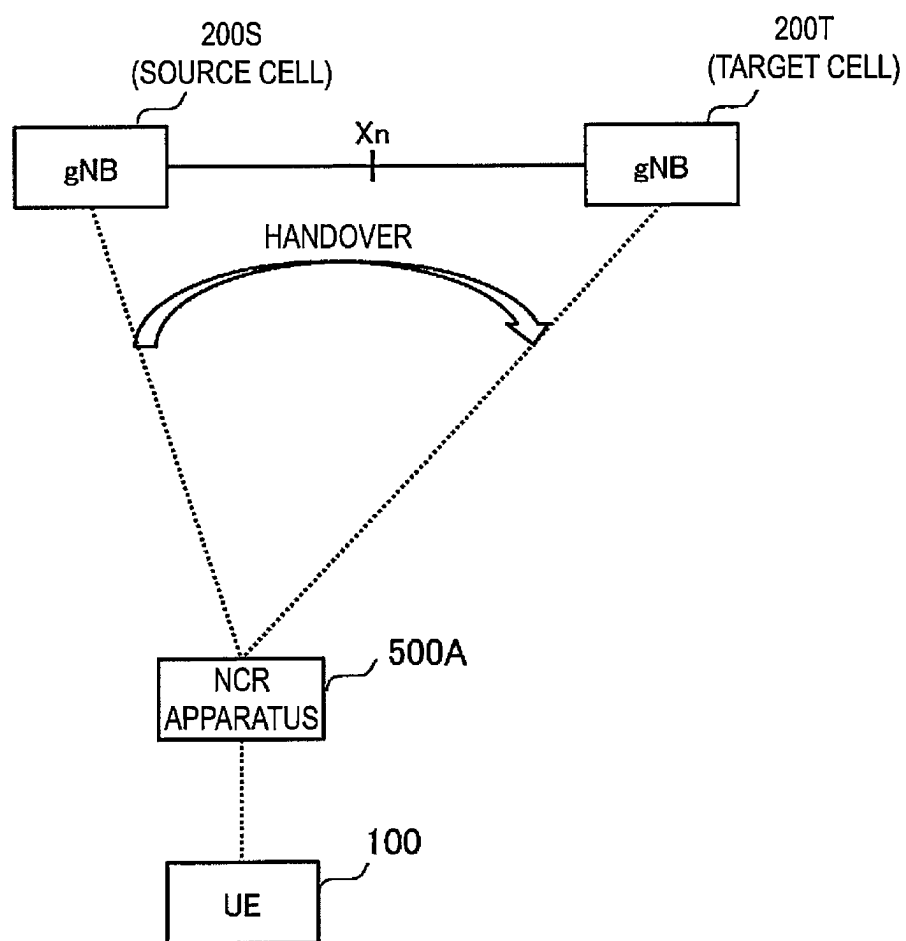 200S
(SOURCE CELL)
200T
(TARGET CELL)
gNB
Xn
gNB
HANDOVER
NCR
APPARATUS
500A
UE
100